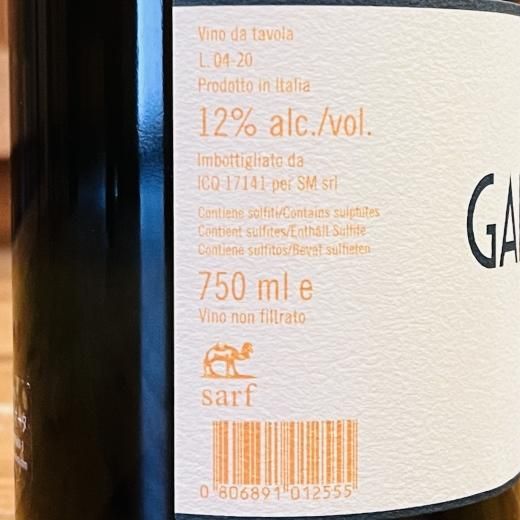 Vino da tavola
L. 04-20
Prodotto in Italia
12% alc./vol.
Imbottigliato da
ICQ 17141 per SM srl
Contiene solfiti/Contains sulphites
Contient sulfites/Enthält Sulfite
Contiene sulfitos/Bevat sulfieten
750 ml e
Vino non filtrato
sarf
0 806891 012555
GA